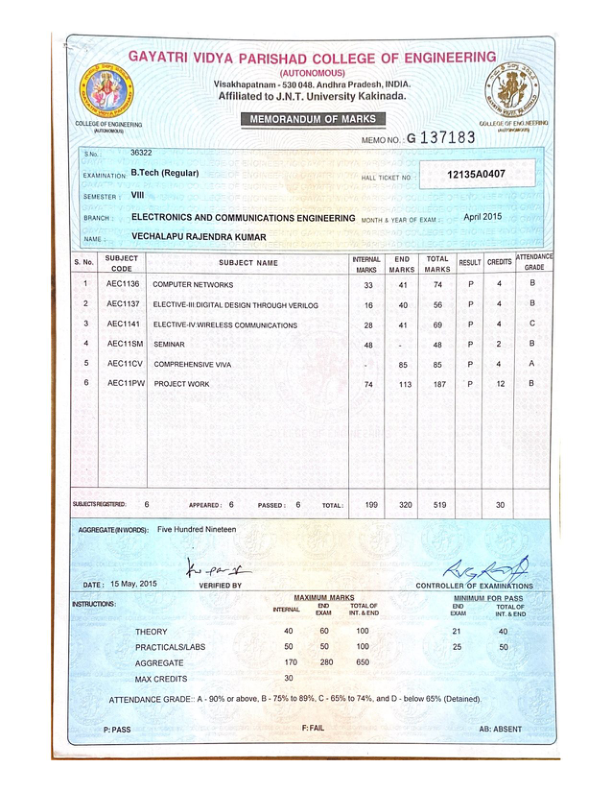 GAYATRI VIDYA PARISHAD COLLEGE OF ENGINEERING
(AUTONOMOUS)
Visakhapatnam - 530 048. Andhra Pradesh, INDIA.
Affiliated to J.N.T. University Kakinada.
COLLEGE OF ENGINEERING
(AUTONOMOUS)
COLLEGE OF ENGINEERING
(AUTONOMOUS)
MEMORANDUM OF MARKS
MEMO NO. : G 137183
S.No. 36322
EXAMINATION B.Tech (Regular) HALL TICKET NO. 12135A0407
SEMESTER : VIII
BRANCH : ELECTRONICS AND COMMUNICATIONS ENGINEERING MONTH & YEAR OF EXAM : April 2015
NAME : VECHALAPU RAJENDRA KUMAR
S. No. SUBJECT CODE SUBJECT NAME INTERNAL MARKS END MARKS TOTAL MARKS RESULT CREDITS ATTENDANCE GRADE
1 AEC1136 COMPUTER NETWORKS 33 41 74 P 4 B
2 AEC1137 ELECTIVE-III:DIGITAL DESIGN THROUGH VERILOG 16 40 56 P 4 B
3 AEC1141 ELECTIVE-IV:WIRELESS COMMUNICATIONS 28 41 69 P 4 C
4 AEC11SM SEMINAR 48 - 48 P 2 B
5 AEC11CV COMPREHENSIVE VIVA - 85 85 P 4 A
6 AEC11PW PROJECT WORK 74 113 187 P 12 B
SUBJECTS REGISTERED: 6 APPEARED : 6 PASSED : 6 TOTAL: 199 320 519 30
AGGREGATE (IN WORDS): Five Hundred Nineteen
DATE : 15 May, 2015 VERIFIED BY CONTROLLER OF EXAMINATIONS
INSTRUCTIONS: MAXIMUM MARKS MINIMUM FOR PASS
INTERNAL END EXAM TOTAL OF INT. & END END EXAM TOTAL OF INT. & END
THEORY 40 60 100 21 40
PRACTICALS/LABS 50 50 100 25 50
AGGREGATE 170 280 650
MAX CREDITS 30
ATTENDANCE GRADE:: A - 90% or above, B - 75% to 89%, C - 65% to 74%, and D - below 65% (Detained).
P: PASS F: FAIL AB: ABSENT